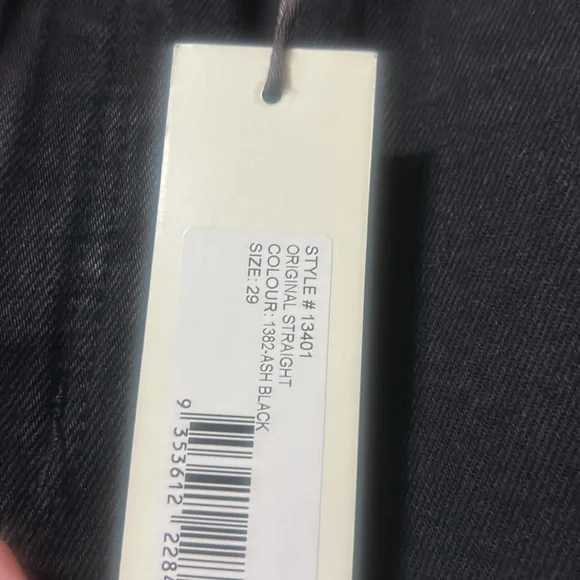 STYLE # 13401
ORIGINAL STRAIGHT
COLOUR: 1382-ASH BLACK
SIZE: 29
9 353612 228